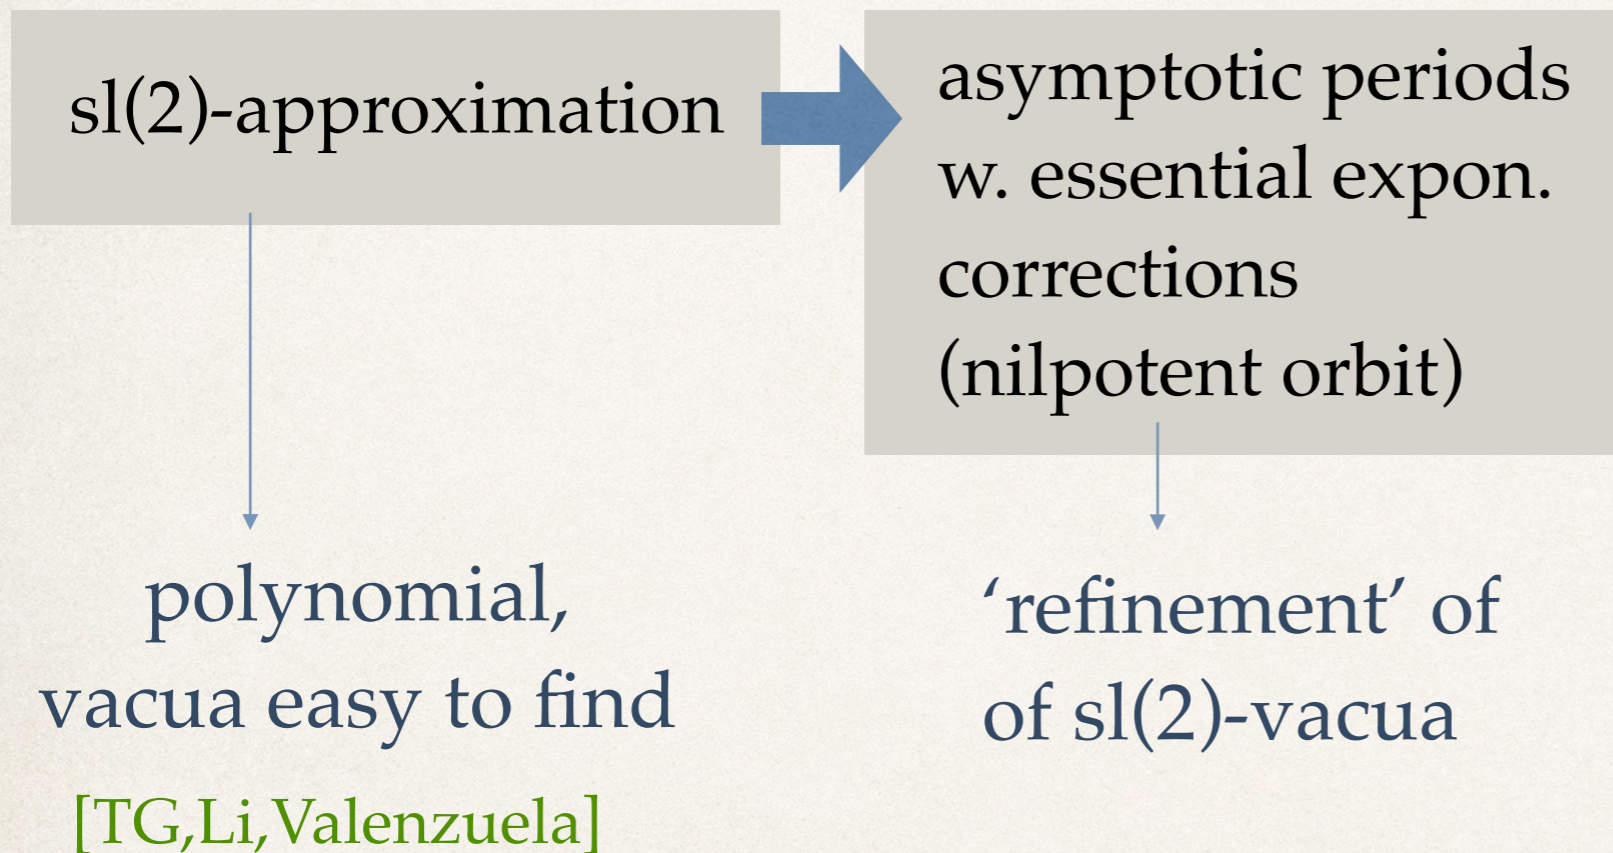 sl(2)-approximation
asymptotic periods
w. essential expon.
corrections
(nilpotent orbit)
polynomial,
vacua easy to find
[TG,Li,Valenzuela]
‘refinement’ of
of sl(2)-vacua